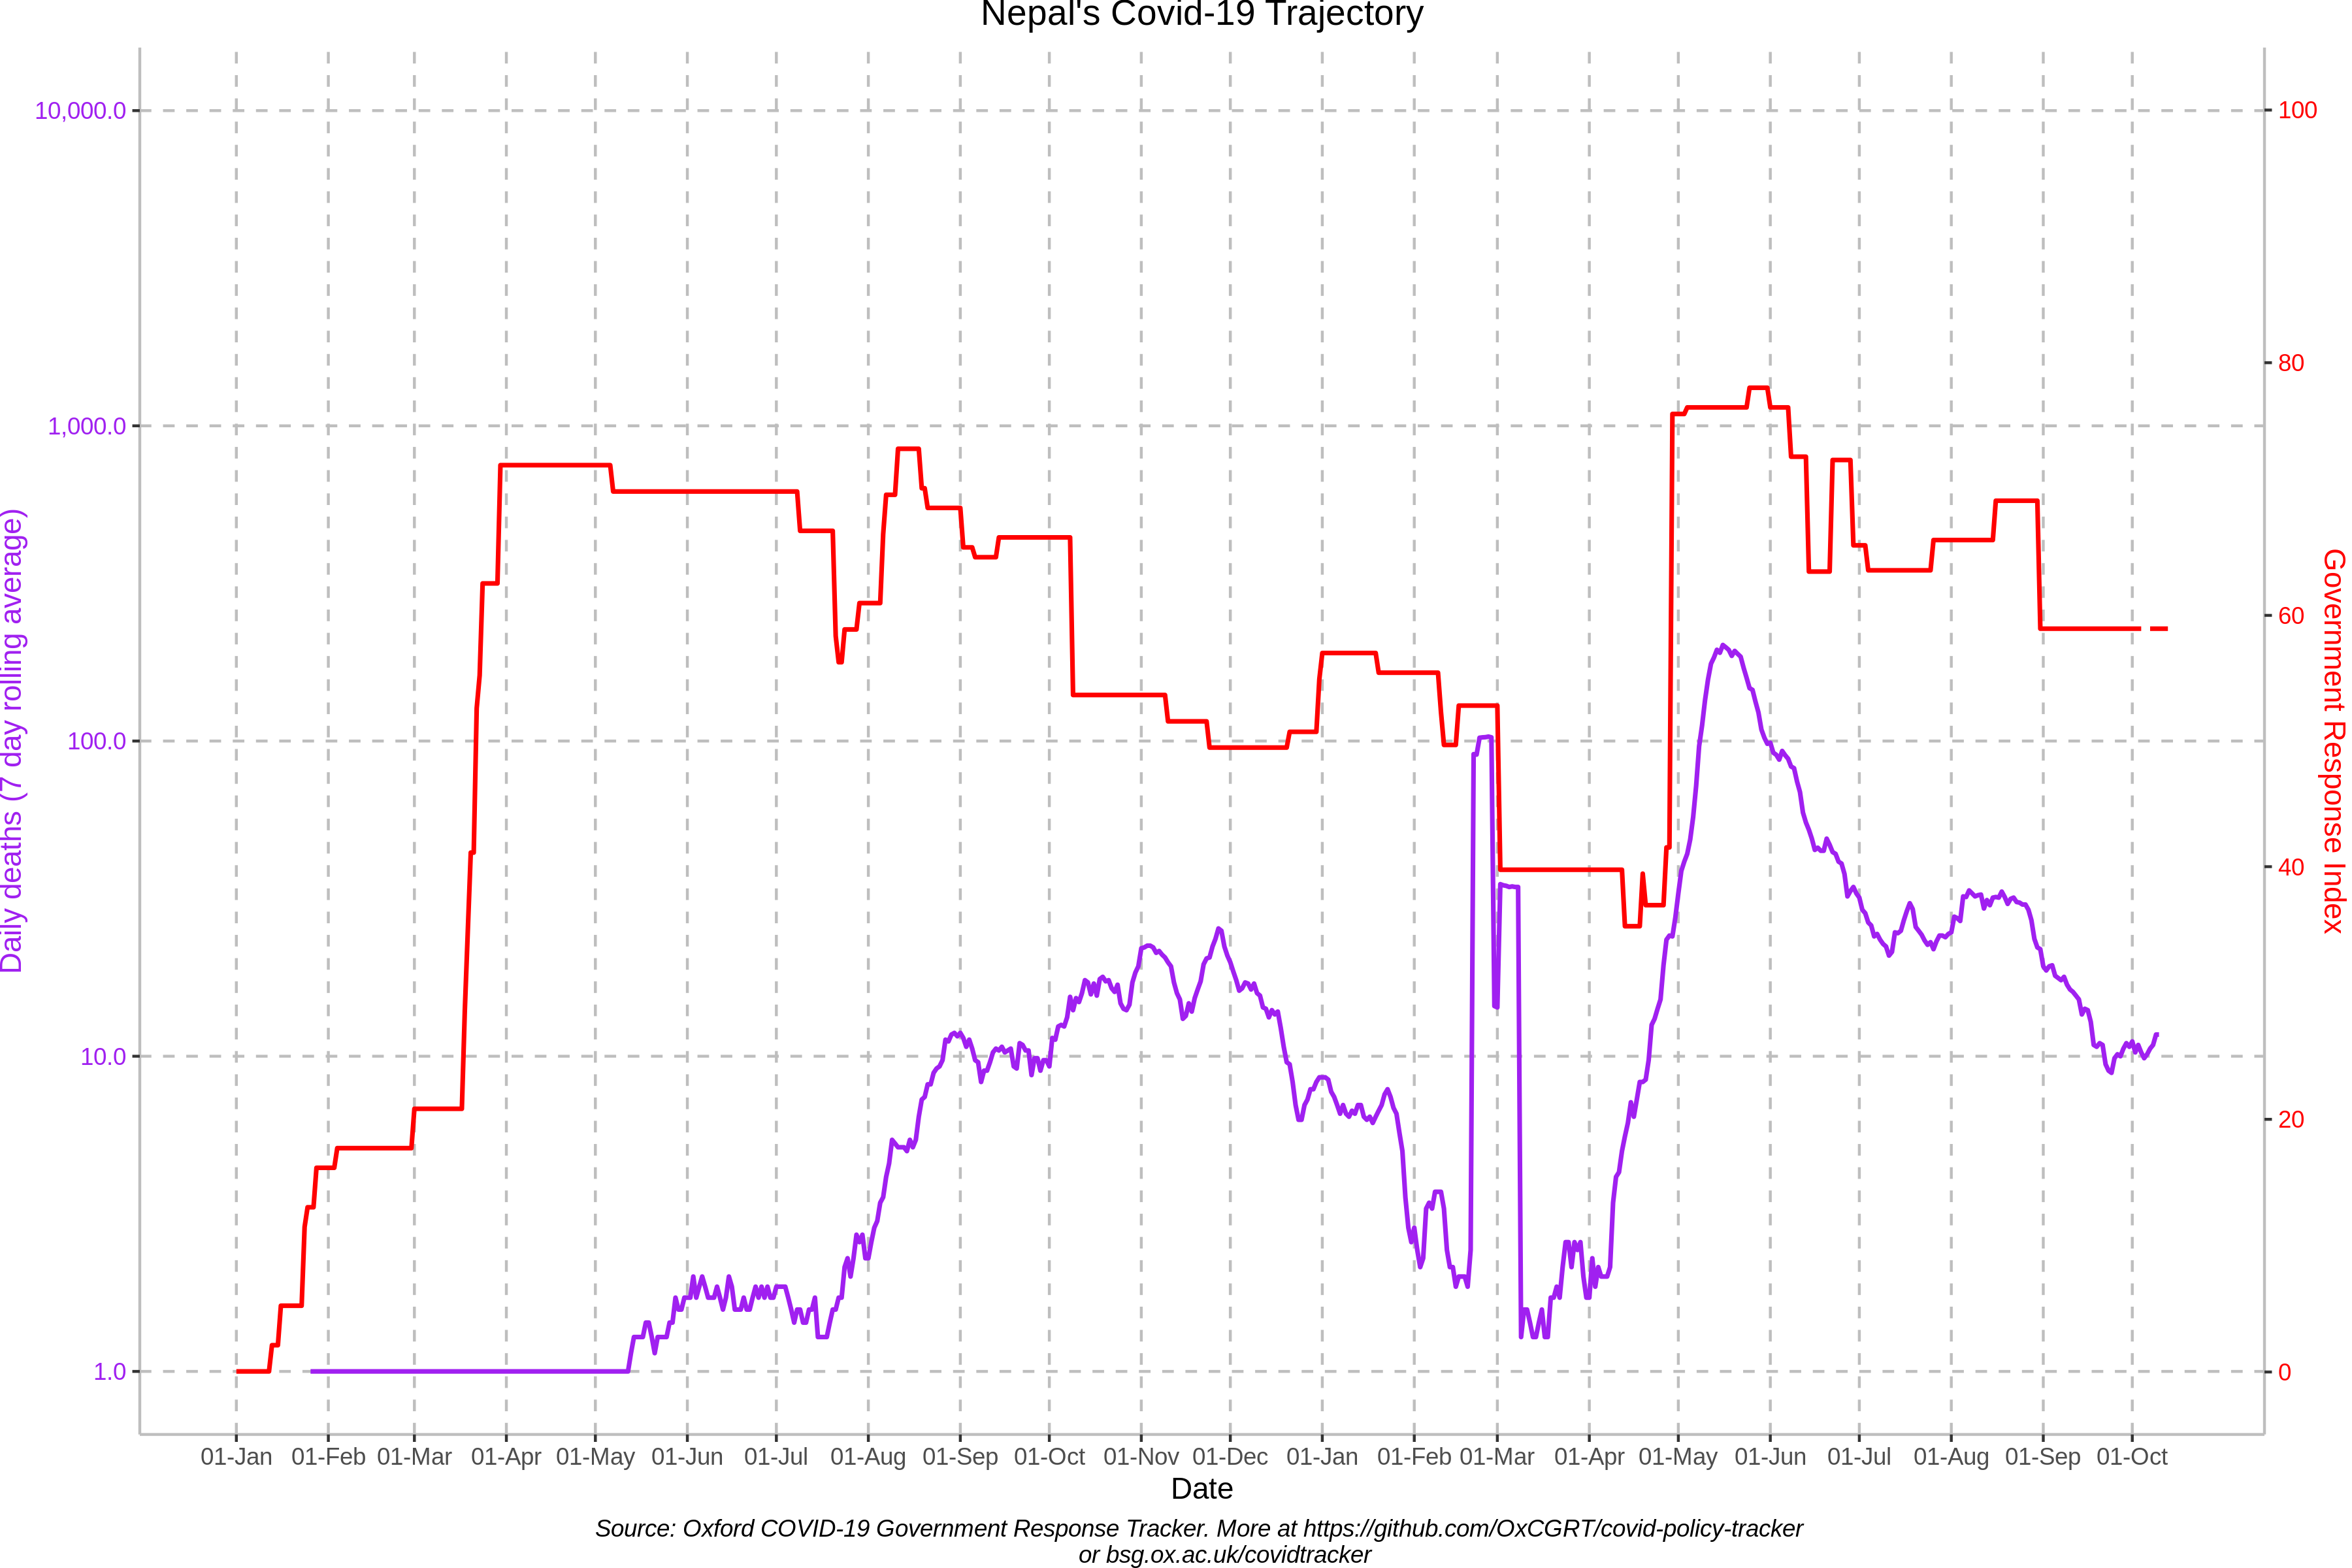 Nepal's Covid-19 Trajectory
10,000.0
1,000.0
100.0
10.0
1.0
Daily deaths (7 day rolling average)
100
80
60
40
20
0
Government Response Index
01-Jan 01-Feb 01-Mar 01-Apr 01-May 01-Jun 01-Jul 01-Aug 01-Sep 01-Oct 01-Nov 01-Dec 01-Jan 01-Feb 01-Mar 01-Apr 01-May 01-Jun 01-Jul 01-Aug 01-Sep 01-Oct
Date
Source: Oxford COVID-19 Government Response Tracker. More at https://github.com/OxCGRT/covid-policy-tracker
or bsg.ox.ac.uk/covidtracker